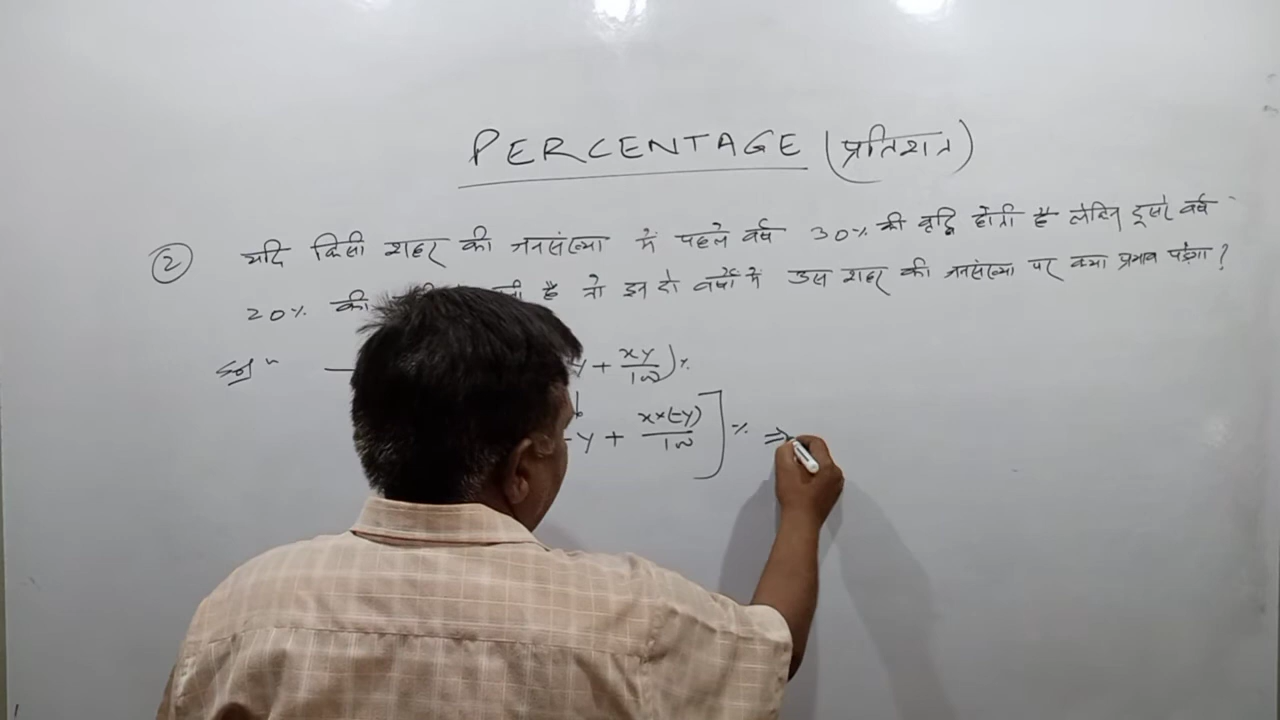 PERCENTAGE (प्रतिशत)
② यदि किसी शहर की जनसंख्या में पहले वर्ष 30% की वृद्धि होती है लेकिन दूसरे वर्ष
20% की है तो इन दो वर्षों में उस शहर की जनसंख्या पर क्या प्रभाव पड़ेगा?
Solⁿ — y + xy/100)%
-y + x×(-y)/100]% ⇒